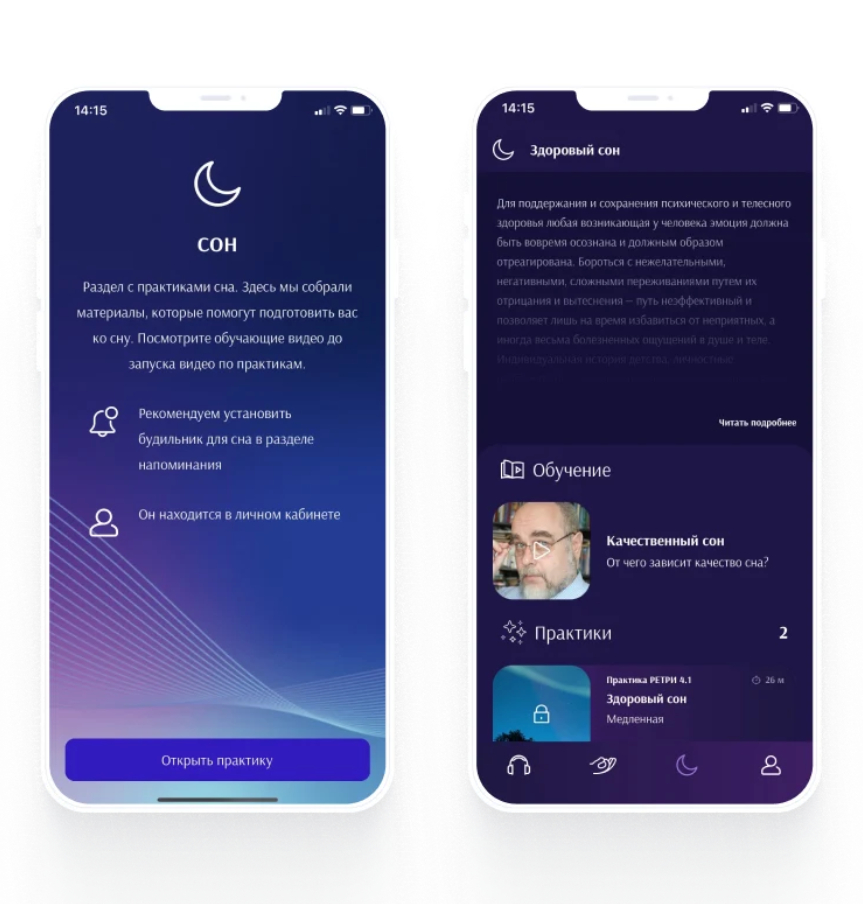 14:15
СОН
Раздел с практиками сна. Здесь мы собрали
материалы, которые помогут подготовить вас
ко сну. Посмотрите обучающие видео до
запуска видео по практикам.
Рекомендуем установить
будильник для сна в разделе
напоминания
Он находится в личном кабинете
Открыть практику
14:15
Здоровый сон
Для поддержания и сохранения психического и телесного
здоровья любая возникающая у человека эмоция должна
быть вовремя осознана и должным образом
отреагирована. Бороться с нежелательными,
негативными, сложными переживаниями путем их
отрицания и вытеснения – путь неэффективный и
позволяет лишь на время избавиться от неприятных, а
иногда весьма болезненных ощущений в душе и теле.
Индивидуальная история детства, личностные
Читать подробнее
Обучение
Качественный сон
От чего зависит качество сна?
Практики
2
Практика РЕТРИ 4.1
26 м
Здоровый сон
Медленная